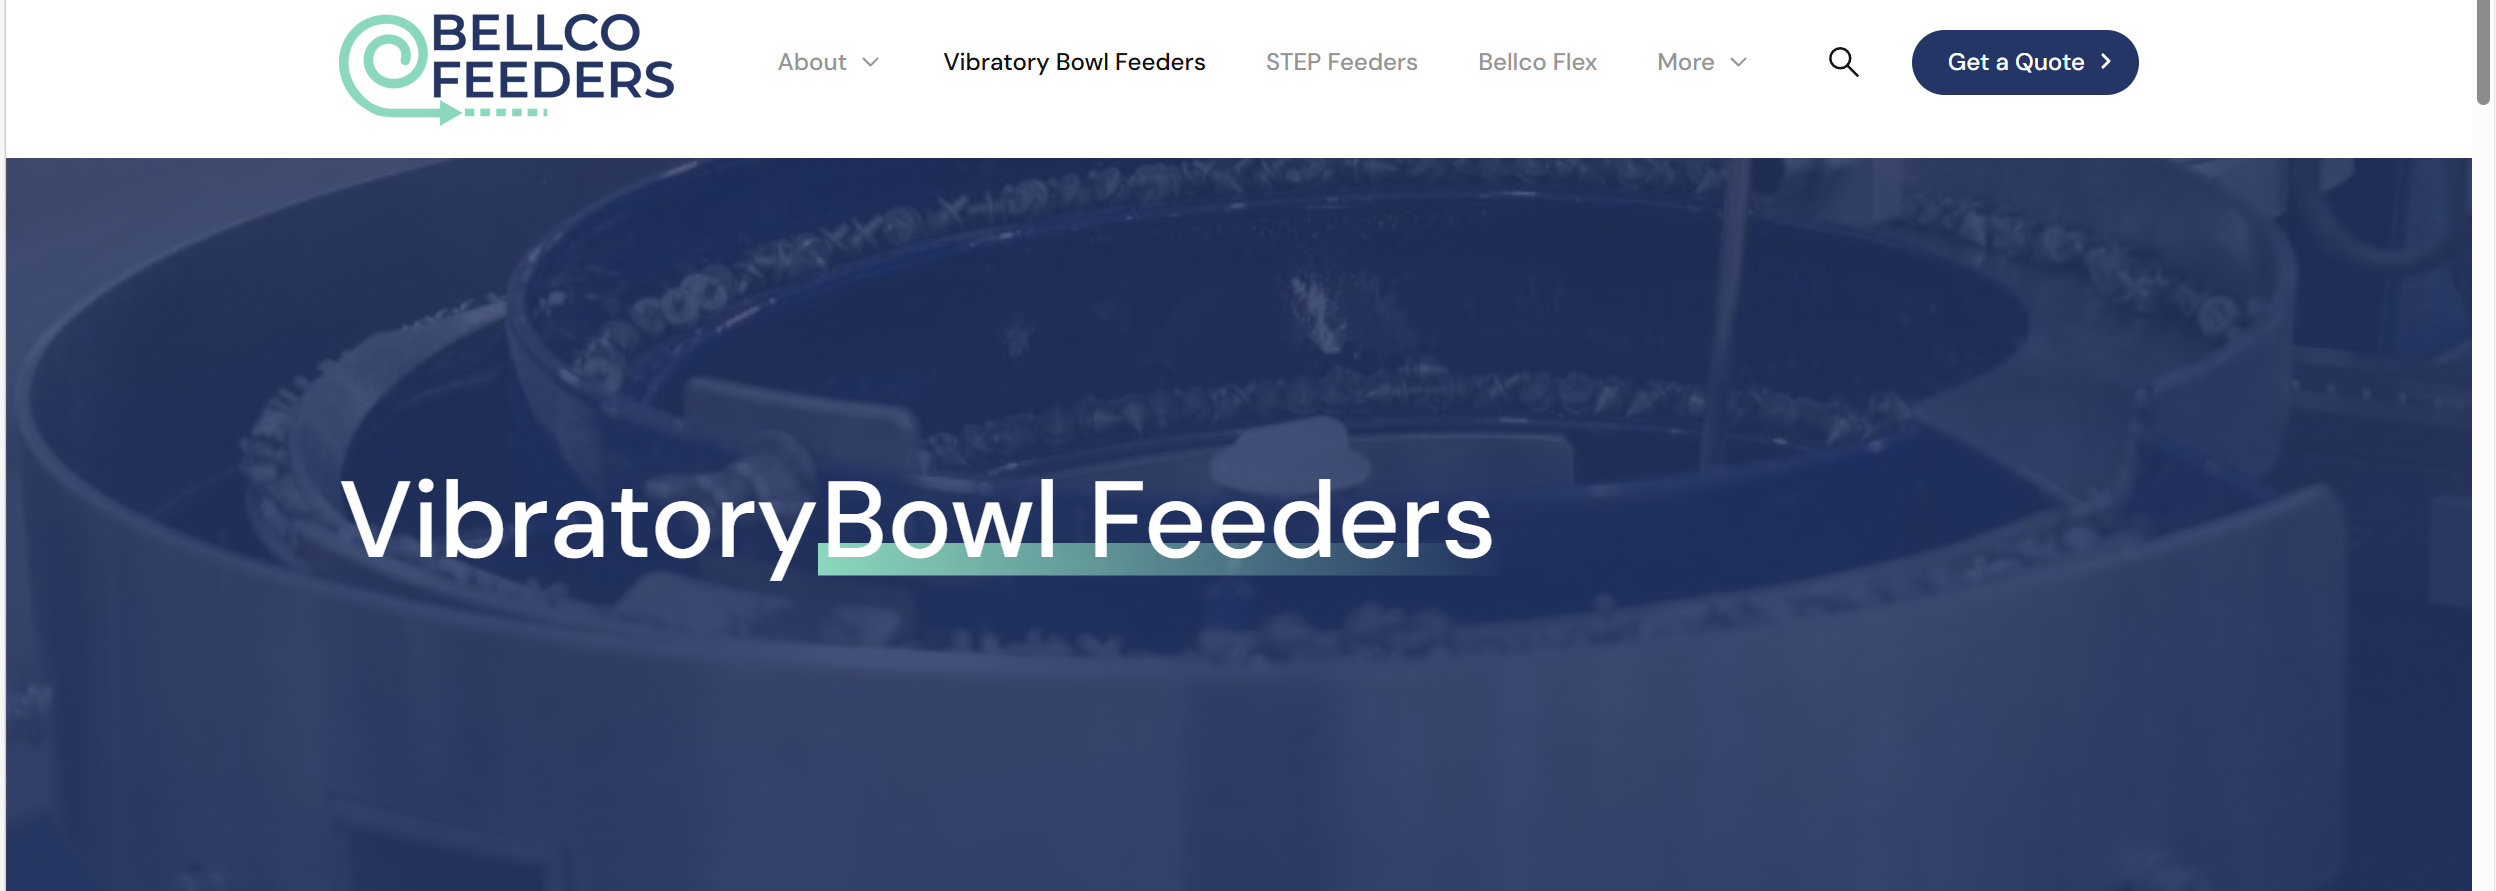 BELLCO
FEEDERS
About
Vibratory Bowl Feeders
STEP Feeders
Bellco Flex
More
Get a Quote
VibratoryBowl Feeders